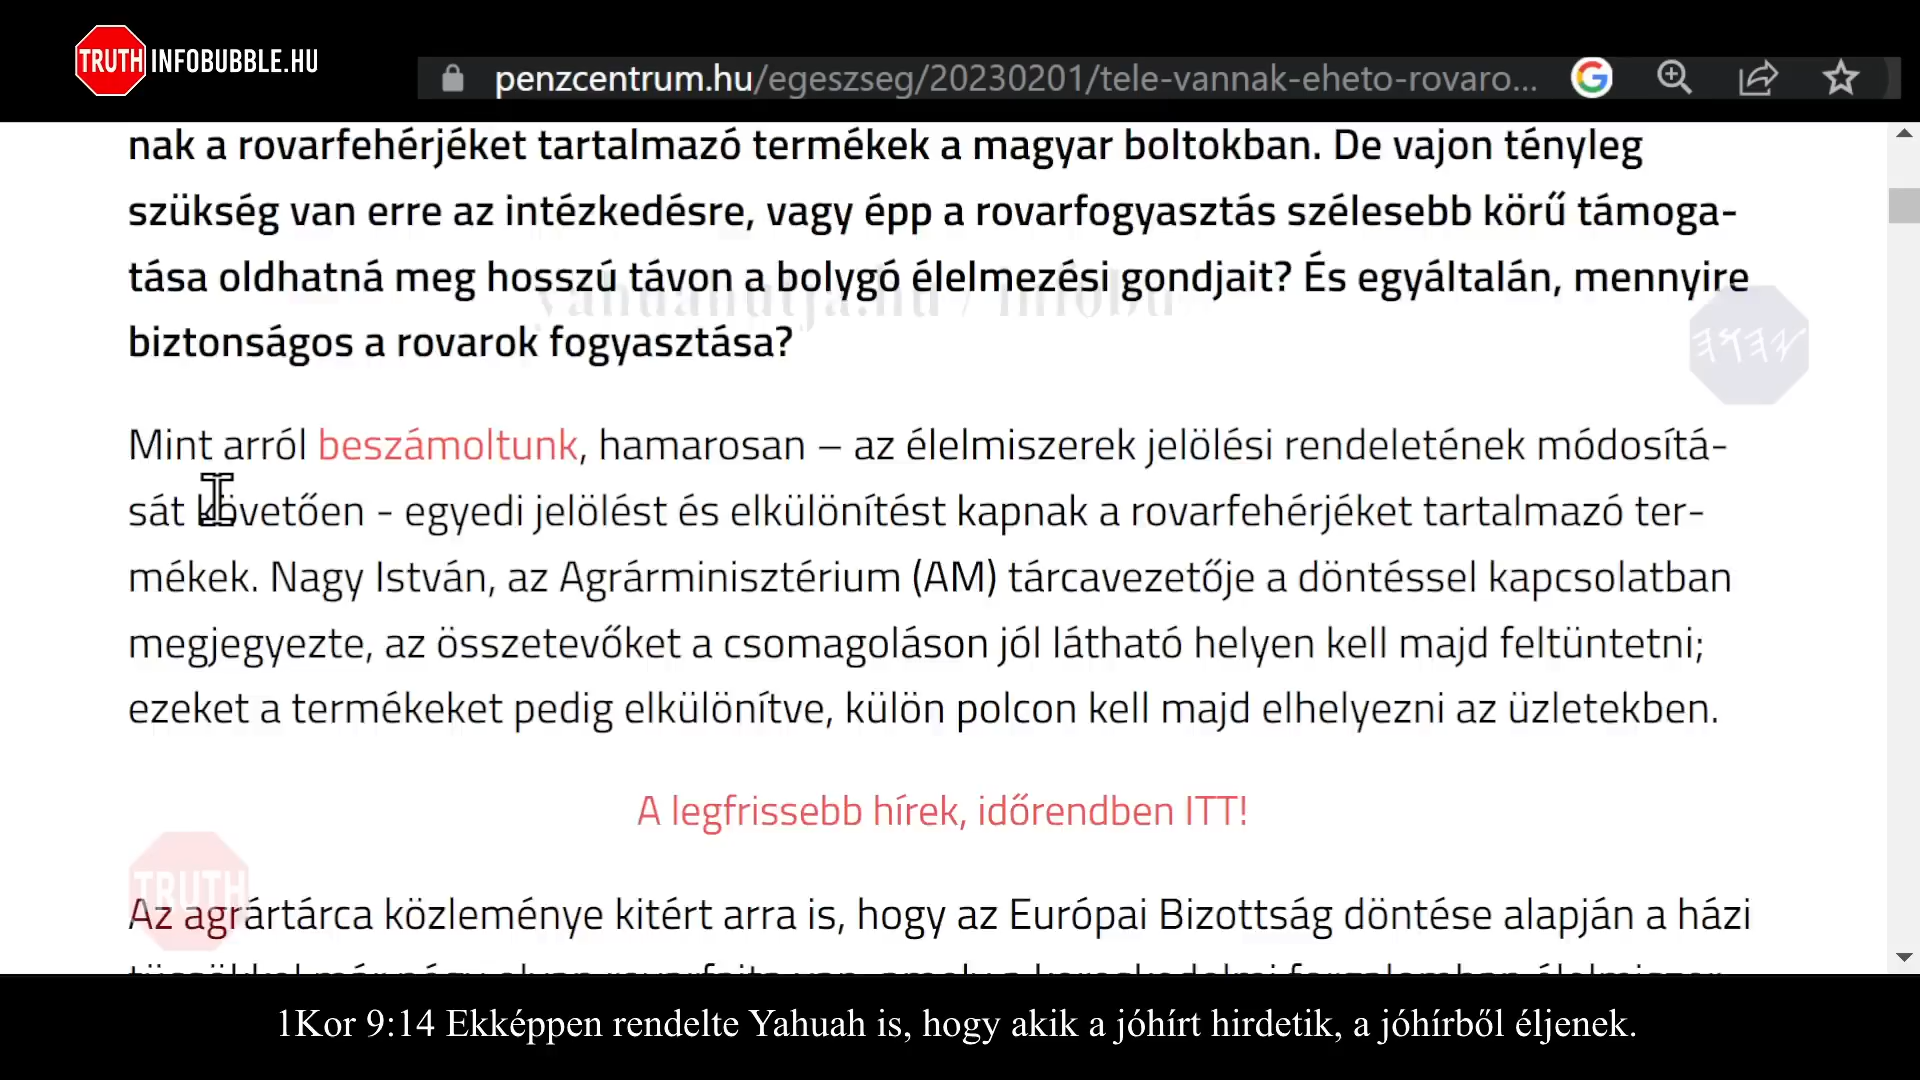 TRUTH INFOBUBBLE.HU
penzcentrum.hu/egeszseg/20230201/tele-vannak-eheto-rovaro...
nak a rovarfehérjéket tartalmazó termékek a magyar boltokban. De vajon tényleg
szükség van erre az intézkedésre, vagy épp a rovarfogyasztás szélesebb körű támoga-
tása oldhatná meg hosszú távon a bolygó élelmezési gondjait? És egyáltalán, mennyire
biztonságos a rovarok fogyasztása?
Mint arról beszámoltunk, hamarosan – az élelmiszerek jelölési rendeletének módosítá-
sát követően - egyedi jelölést és elkülönítést kapnak a rovarfehérjéket tartalmazó ter-
mékek. Nagy István, az Agrárminisztérium (AM) tárcavezetője a döntéssel kapcsolatban
megjegyezte, az összetevőket a csomagoláson jól látható helyen kell majd feltüntetni;
ezeket a termékeket pedig elkülönítve, külön polcon kell majd elhelyezni az üzletekben.
A legfrissebb hírek, időrendben ITT!
TRUTH
Az agrártárca közleménye kitért arra is, hogy az Európai Bizottság döntése alapján a házi
1Kor 9:14 Ekképpen rendelte Yahuah is, hogy akik a jóhírt hirdetik, a jóhírből éljenek.